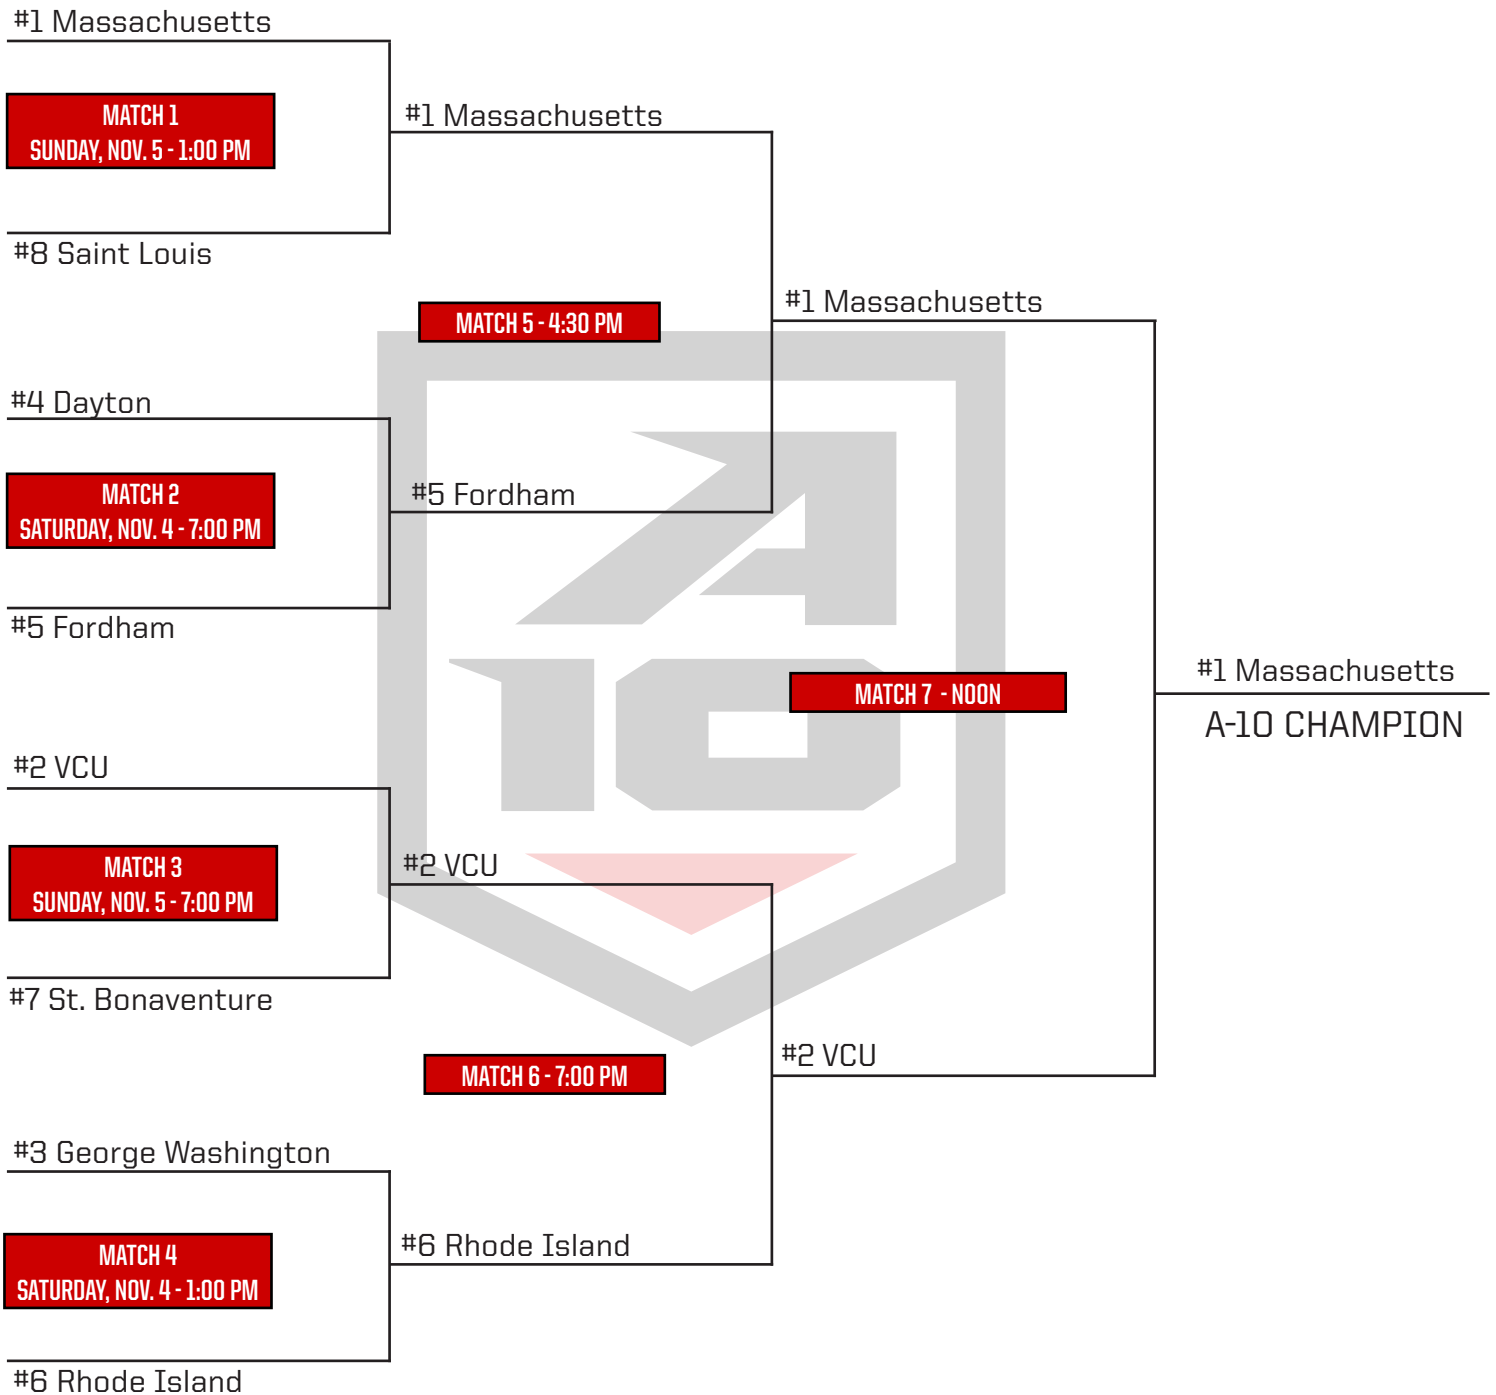 #1 Massachusetts
MATCH 1
SUNDAY, NOV. 5 - 1:00 PM
#1 Massachusetts
#8 Saint Louis
#1 Massachusetts
MATCH 5 - 4:30 PM
#4 Dayton
MATCH 2
SATURDAY, NOV. 4 - 7:00 PM
#5 Fordham
#5 Fordham
A
10
MATCH 7 - NOON
#1 Massachusetts
A-10 CHAMPION
#2 VCU
MATCH 3
SUNDAY, NOV. 5 - 7:00 PM
#2 VCU
#7 St. Bonaventure
#2 VCU
MATCH 6 - 7:00 PM
#3 George Washington
MATCH 4
SATURDAY, NOV. 4 - 1:00 PM
#6 Rhode Island
#6 Rhode Island